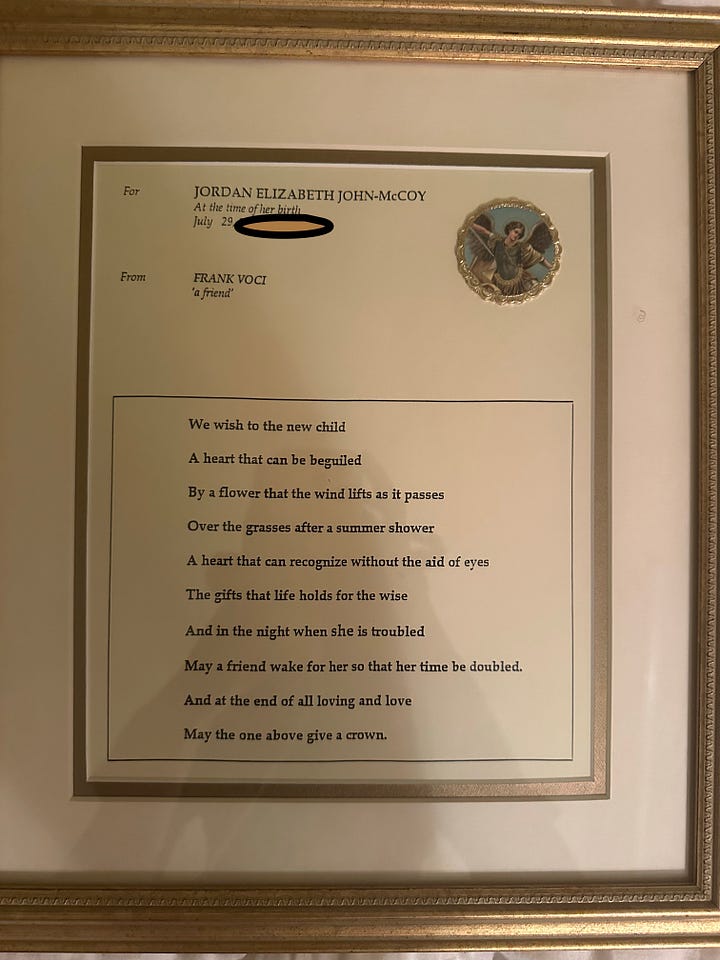 For JORDAN ELIZABETH JOHN-McCOY
At the time of her birth
July 29
From FRANK VOCI
'a friend'
We wish to the new child
A heart that can be beguiled
By a flower that the wind lifts as it passes
Over the grasses after a summer shower
A heart that can recognize without the aid of eyes
The gifts that life holds for the wise
And in the night when she is troubled
May a friend wake for her so that her time be doubled.
And at the end of all loving and love
May the one above give a crown.